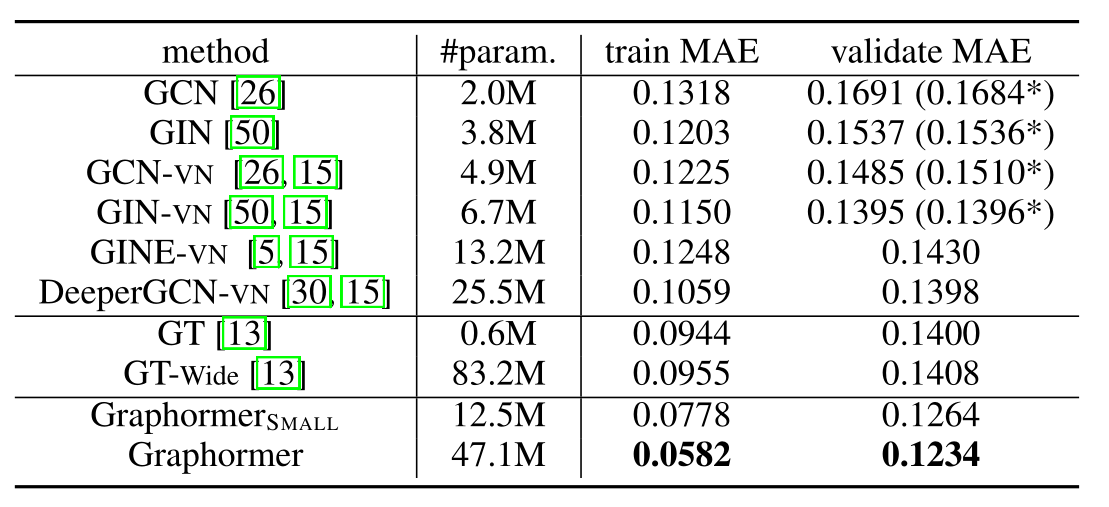 method #param. train MAE validate MAE
GCN [26] 2.0M 0.1318 0.1691 (0.1684*)
GIN [50] 3.8M 0.1203 0.1537 (0.1536*)
GCN-VN [26, 15] 4.9M 0.1225 0.1485 (0.1510*)
GIN-VN [50, 15] 6.7M 0.1150 0.1395 (0.1396*)
GINE-VN [5, 15] 13.2M 0.1248 0.1430
DeeperGCN-VN [30, 15] 25.5M 0.1059 0.1398
GT [13] 0.6M 0.0944 0.1400
GT-Wide [13] 83.2M 0.0955 0.1408
GraphormerSMALL 12.5M 0.0778 0.1264
Graphormer 47.1M 0.0582 0.1234